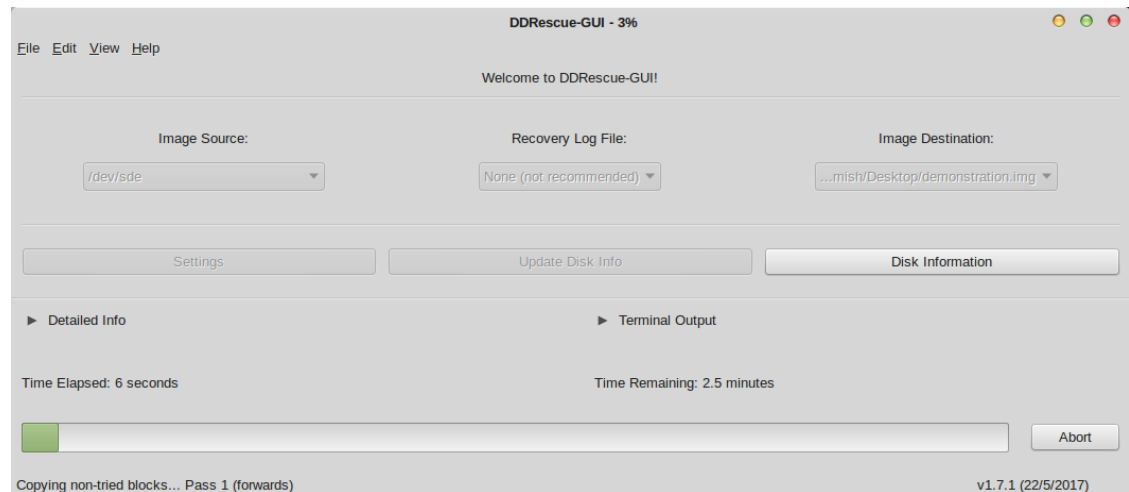 DDRescue-GUI - 3%
File Edit View Help
Welcome to DDRescue-GUI!
Image Source: Recovery Log File: Image Destination:
/dev/sde None (not recommended) ...mish/Desktop/demonstration.img
Settings Update Disk Info Disk Information
Detailed Info Terminal Output
Time Elapsed: 6 seconds Time Remaining: 2.5 minutes
Abort
Copying non-tried blocks... Pass 1 (forwards) v1.7.1 (22/5/2017)